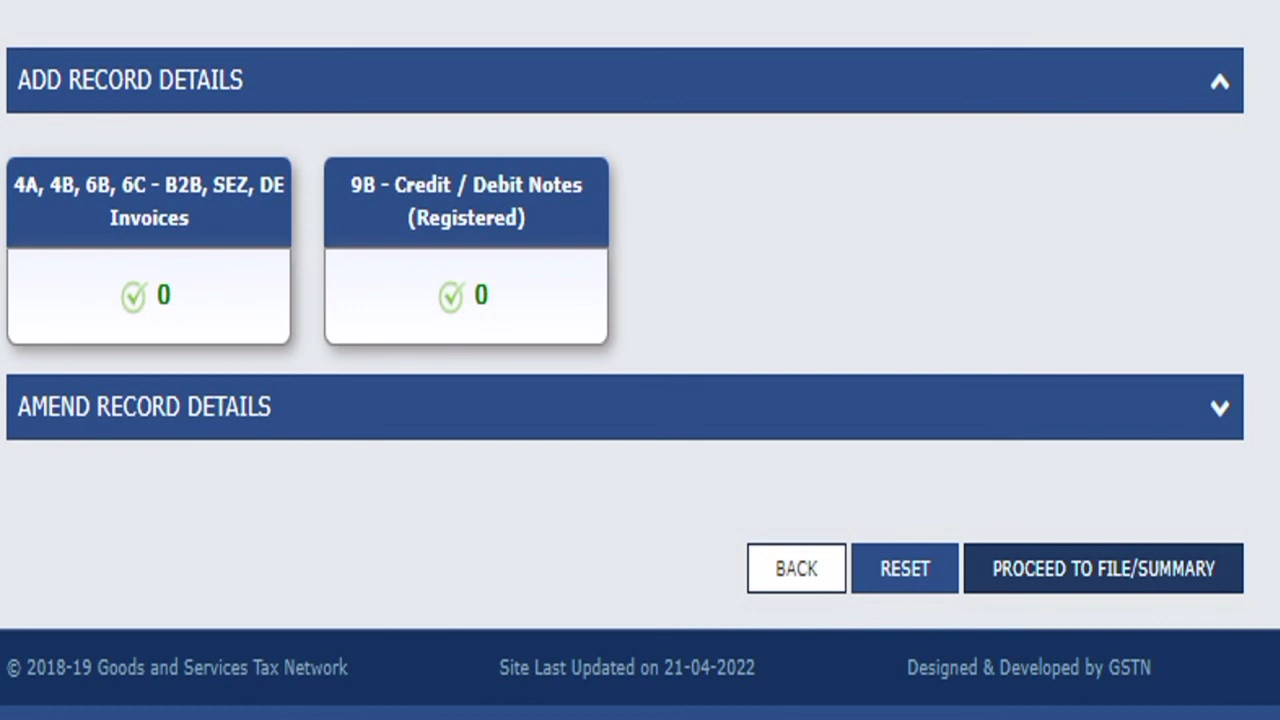 ADD RECORD DETAILS
4A, 4B, 6B, 6C - B2B, SEZ, DE
Invoices
0
9B - Credit / Debit Notes
(Registered)
0
AMEND RECORD DETAILS
BACK
RESET
PROCEED TO FILE/SUMMARY
© 2018-19 Goods and Services Tax Network
Site Last Updated on 21-04-2022
Designed & Developed by GSTN